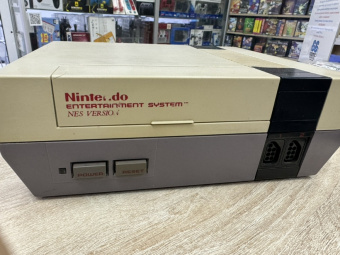 Nintendo
ENTERTAINMENT SYSTEM™
NES VERSION
POWER
RESET